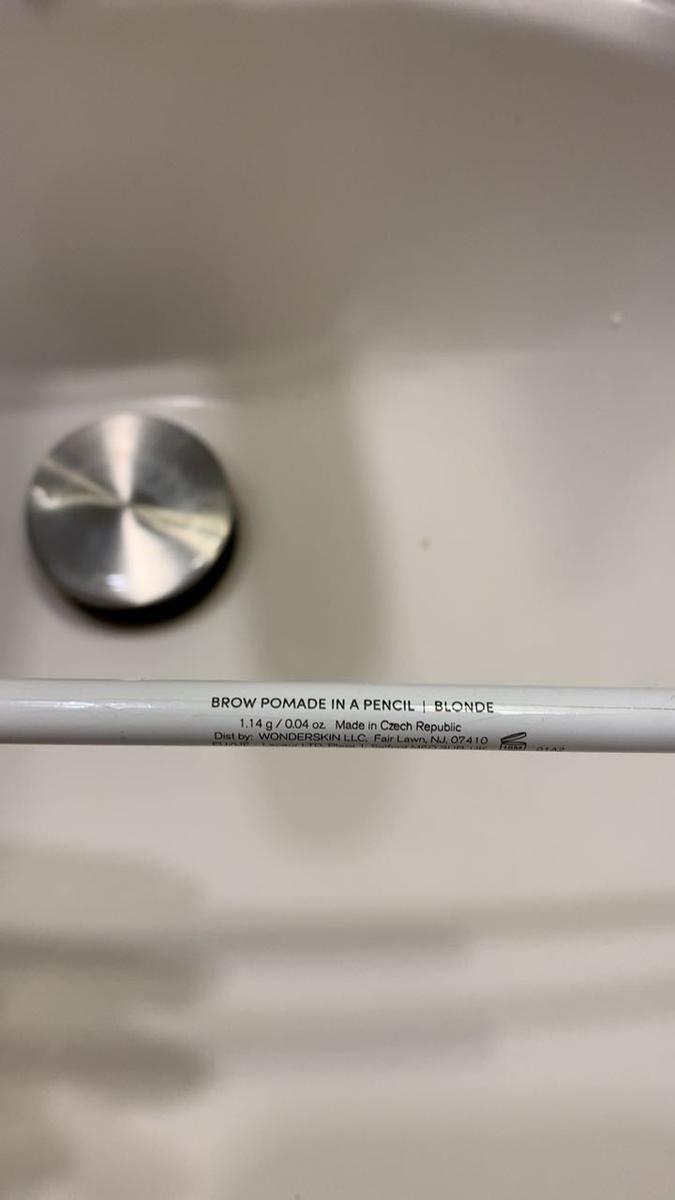 BROW POMADE IN A PENCIL | BLONDE
1.14 g / 0.04 oz. Made in Czech Republic
Dist by: WONDERSKIN LLC, Fair Lawn, NJ, 07410